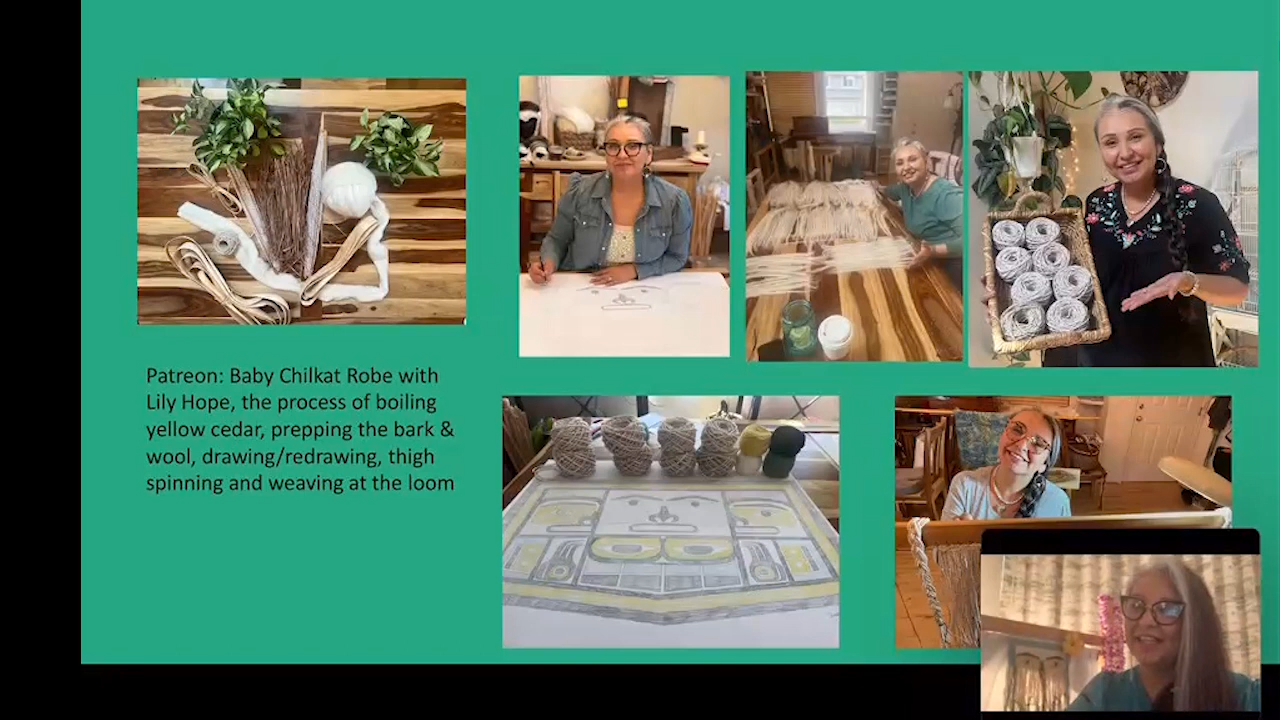 Patreon: Baby Chilkat Robe with
Lily Hope, the process of boiling
yellow cedar, prepping the bark &
wool, drawing/redrawing, thigh
spinning and weaving at the loom